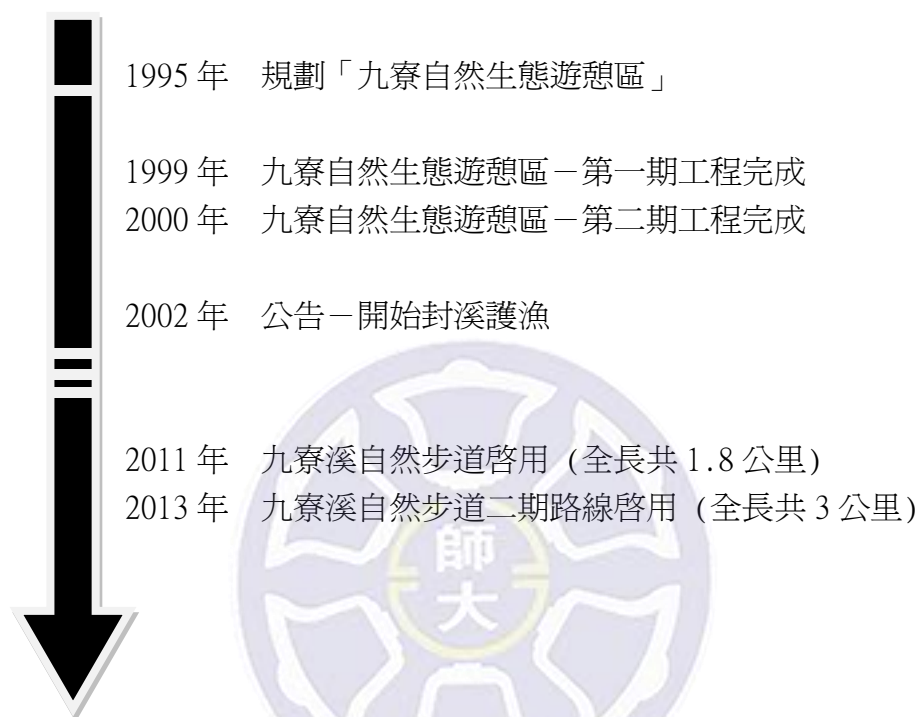 1995 年 規劃「九寮自然生態遊憩區」
1999 年 九寮自然生態遊憩區－第一期工程完成
2000 年 九寮自然生態遊憩區－第二期工程完成
2002 年 公告－開始封溪護漁
2011 年 九寮溪自然步道啓用 (全長共 1.8 公里)
2013 年 九寮溪自然步道二期路線啓用 (全長共 3 公里)
師大